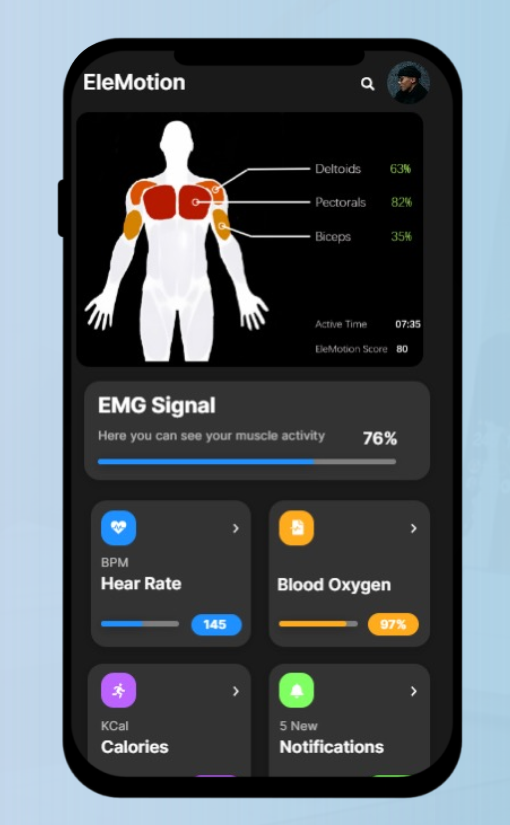 EleMotion
Deltoids 63%
Pectorals 82%
Biceps 35%
Active Time 07:35
EleMotion Score 80
EMG Signal
Here you can see your muscle activity 76%
BPM
Hear Rate
145
Blood Oxygen
97%
KCal
Calories
5 New
Notifications